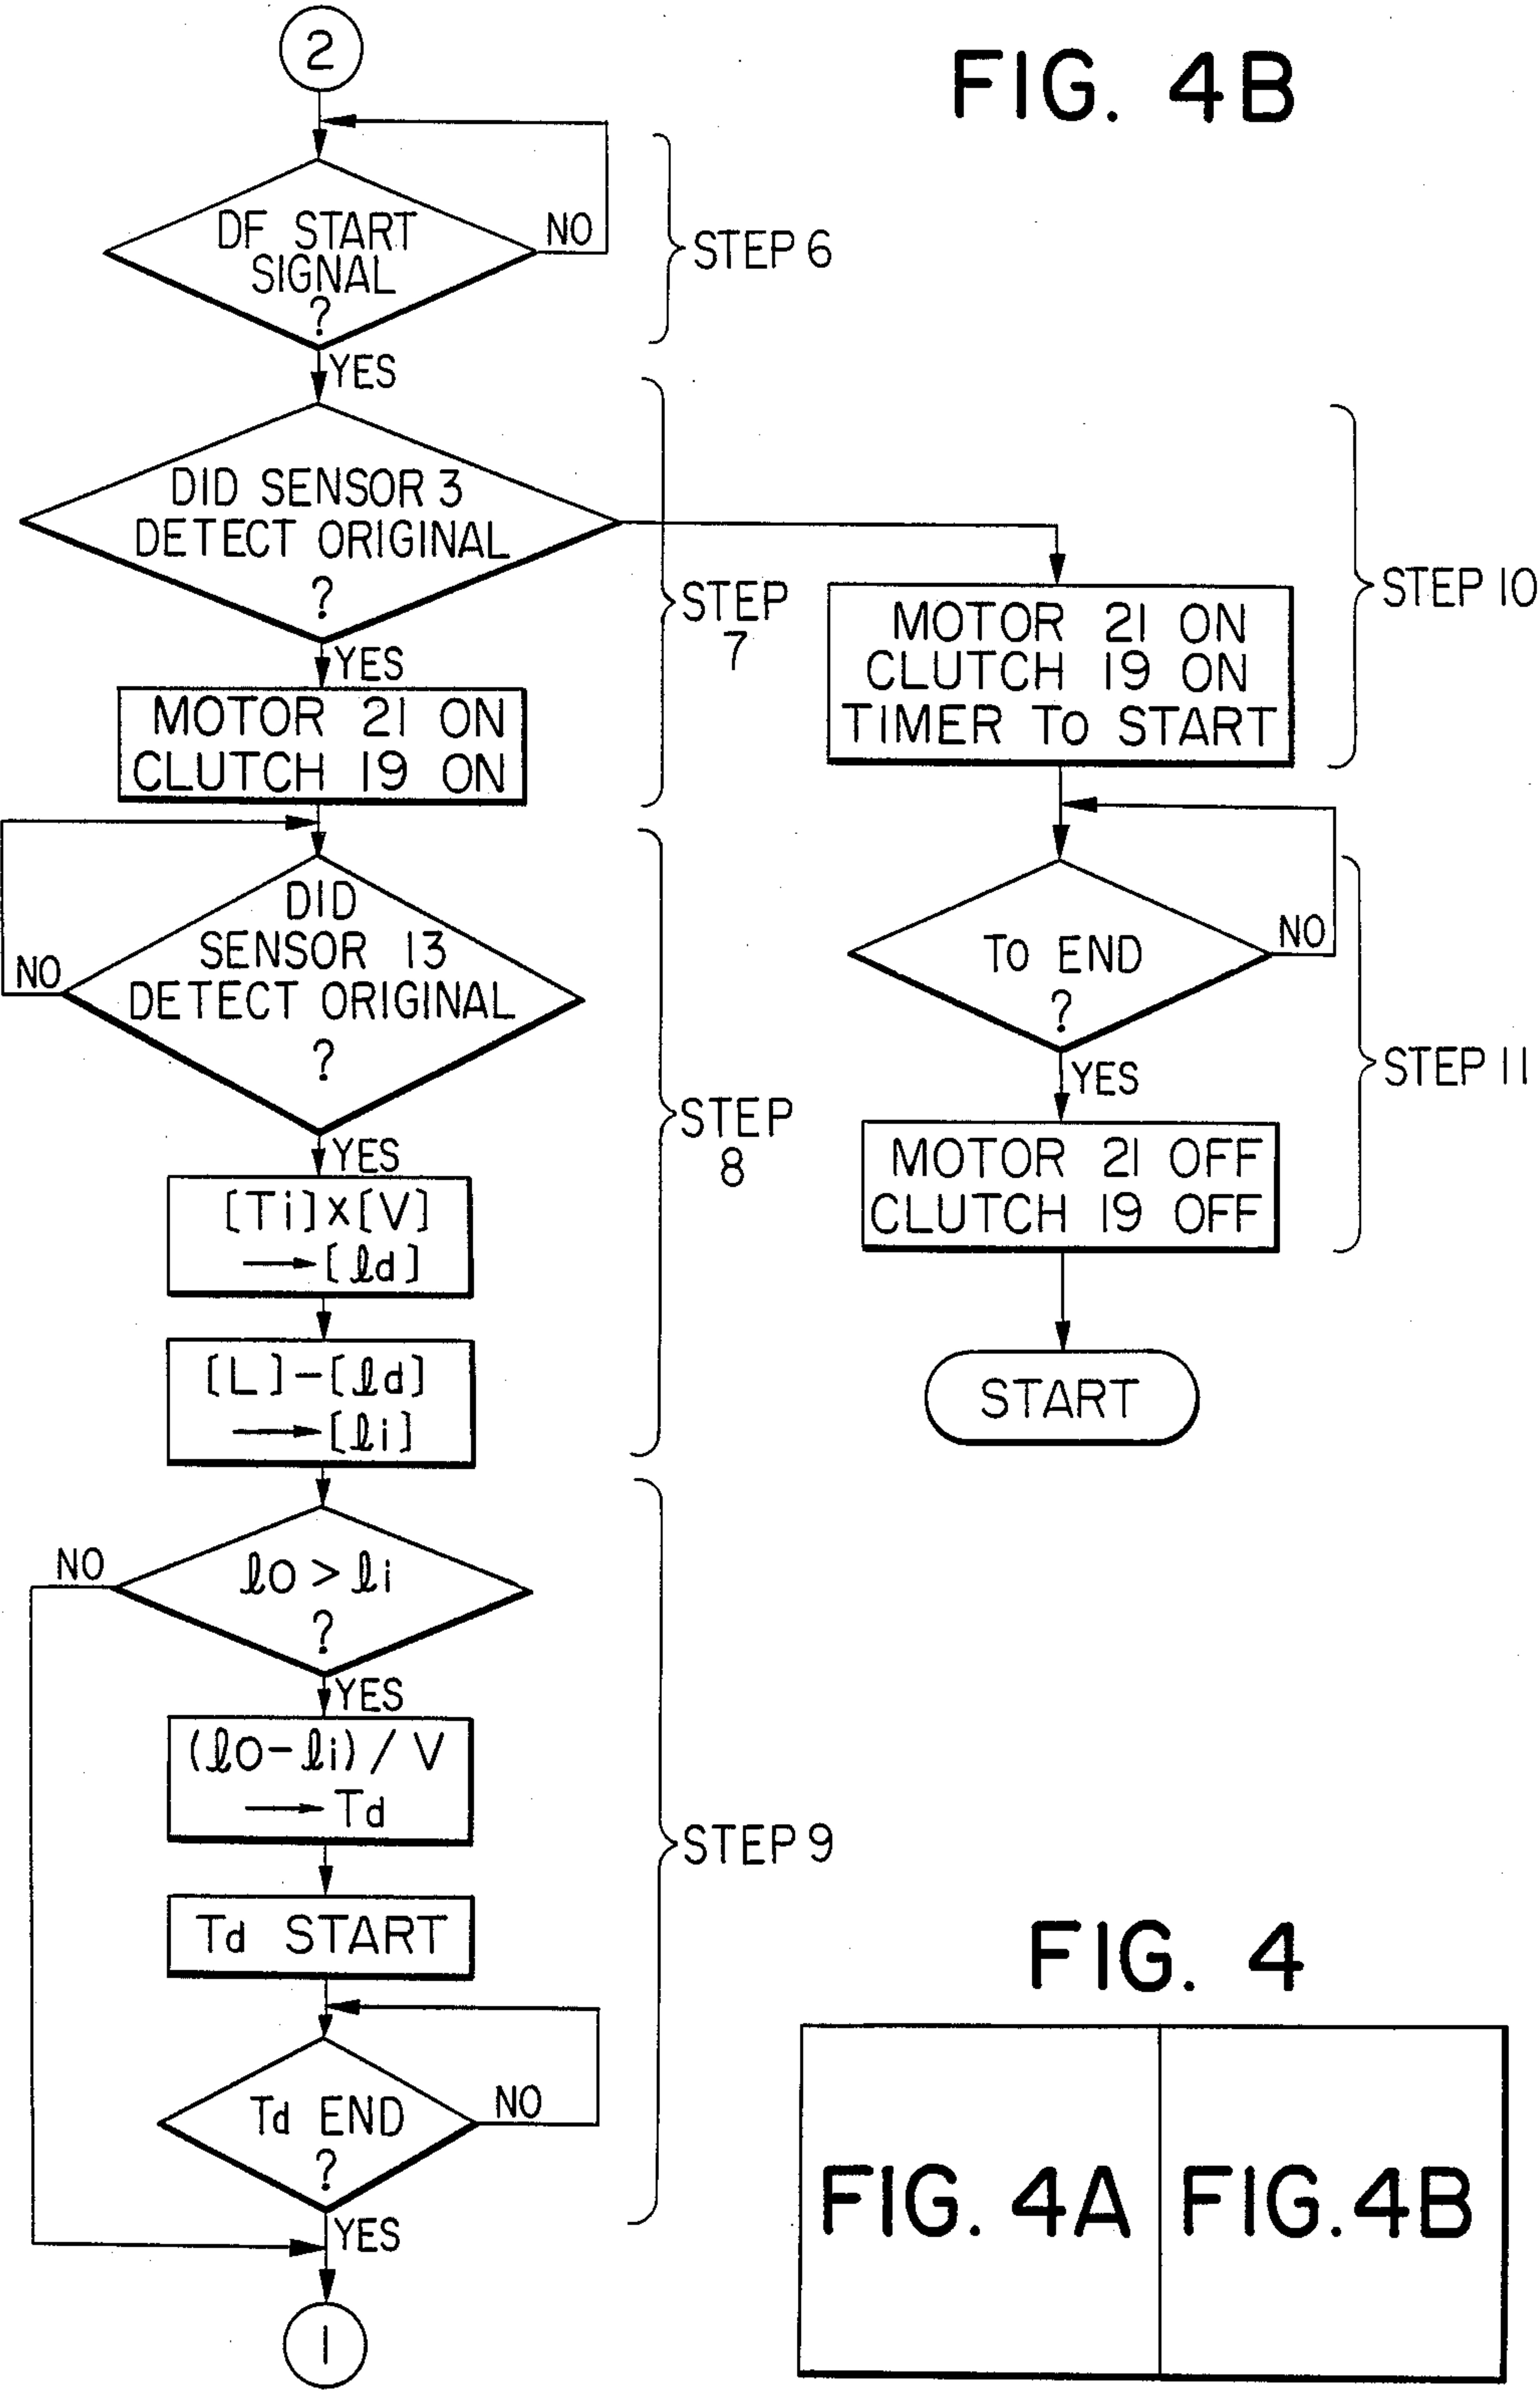 FIG. 4B
2
DF START
SIGNAL
?
NO
STEP 6
YES
DID SENSOR 3
DETECT ORIGINAL
?
YES
MOTOR 21 ON
CLUTCH 19 ON
STEP
7
MOTOR 21 ON
CLUTCH 19 ON
TIMER To START
STEP 10
DID
SENSOR 13
DETECT ORIGINAL
?
NO
YES
[Ti]x[V]
→[ld]
[L]-[ld]
→[li]
STEP
8
To END
?
NO
YES
MOTOR 21 OFF
CLUTCH 19 OFF
STEP 11
START
lO > li
?
NO
YES
(lO-li) / V
→ Td
Td START
Td END
?
NO
YES
STEP 9
1
FIG. 4
FIG. 4A
FIG. 4B